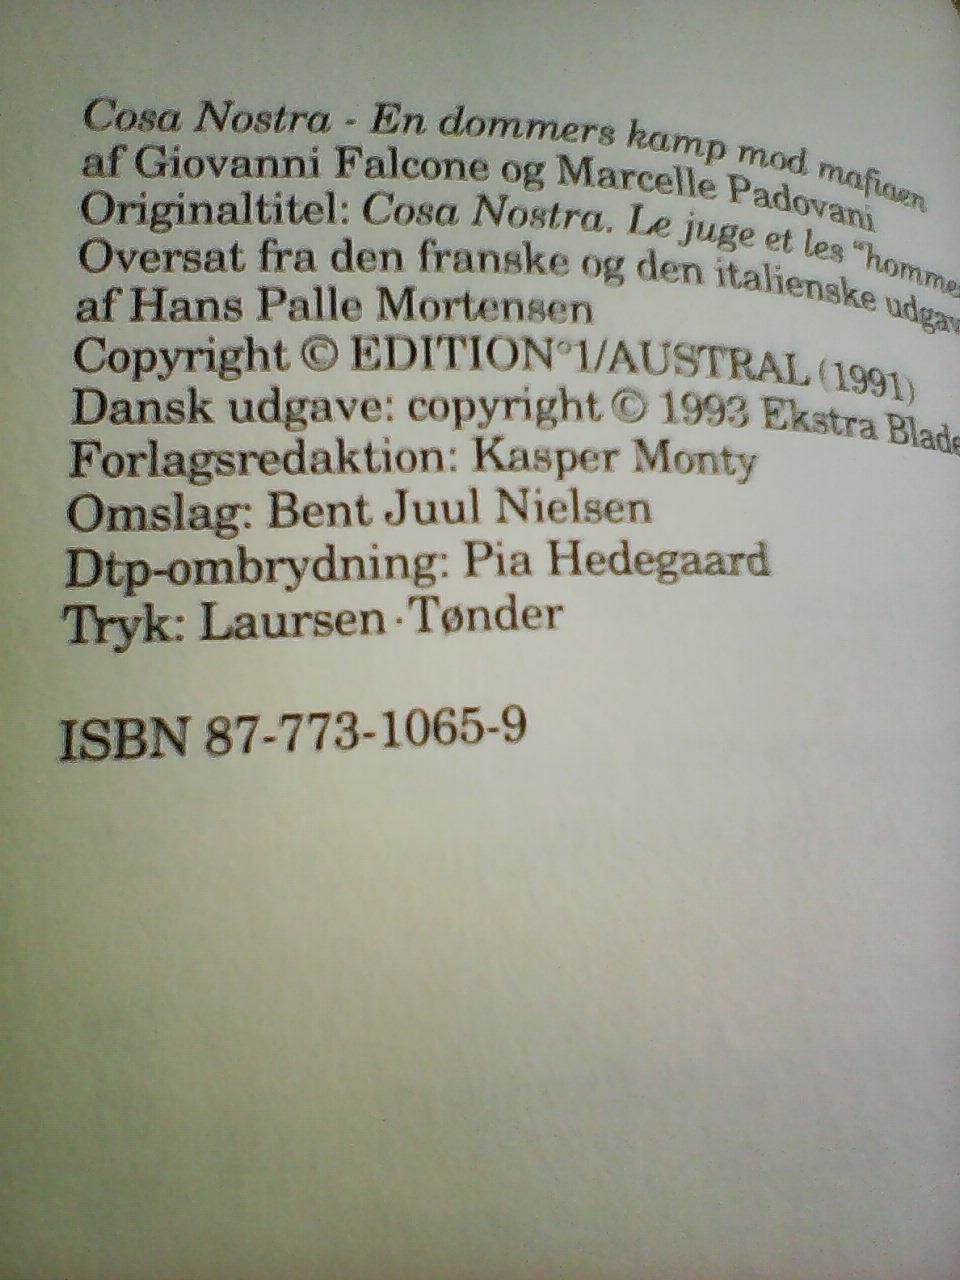 Cosa Nostra - En dommers kamp mod mafiaen
af Giovanni Falcone og Marcelle Padovani
Originaltitel: Cosa Nostra. Le juge et les "hommes
Oversat fra den franske og den italienske udgav
af Hans Palle Mortensen
Copyright © EDITION°1/AUSTRAL (1991)
Dansk udgave: copyright © 1993 Ekstra Blade
Forlagsredaktion: Kasper Monty
Omslag: Bent Juul Nielsen
Dtp-ombrydning: Pia Hedegaard
Tryk: Laursen · Tønder
ISBN 87-773-1065-9